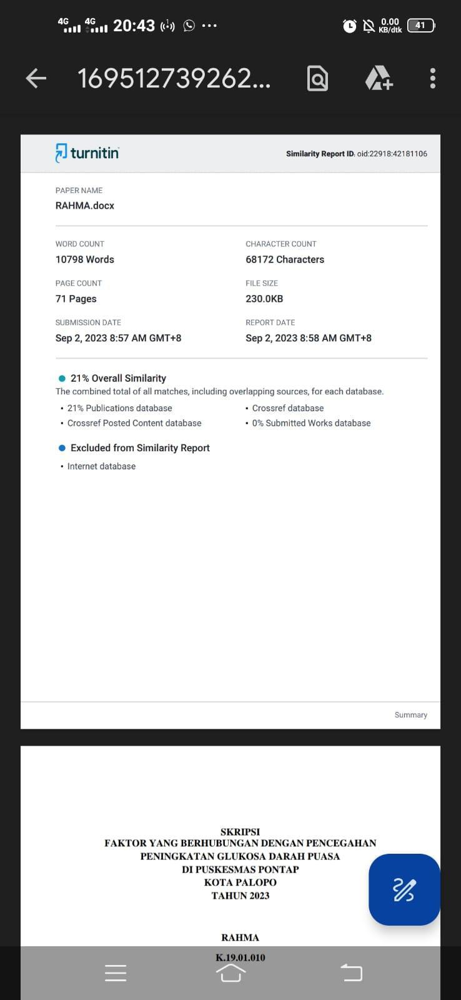 4G 4G 20:43 0.00 KB/dtk 41
169512739262...
turnitin Similarity Report ID: oid:22918:42181106
PAPER NAME
RAHMA.docx
WORD COUNT CHARACTER COUNT
10798 Words 68172 Characters
PAGE COUNT FILE SIZE
71 Pages 230.0KB
SUBMISSION DATE REPORT DATE
Sep 2, 2023 8:57 AM GMT+8 Sep 2, 2023 8:58 AM GMT+8
● 21% Overall Similarity
The combined total of all matches, including overlapping sources, for each database.
• 21% Publications database • Crossref database
• Crossref Posted Content database • 0% Submitted Works database
● Excluded from Similarity Report
• Internet database
Summary
SKRIPSI
FAKTOR YANG BERHUBUNGAN DENGAN PENCEGAHAN
PENINGKATAN GLUKOSA DARAH PUASA
DI PUSKESMAS PONTAP
KOTA PALOPO
TAHUN 2023
RAHMA
K.19.01.010